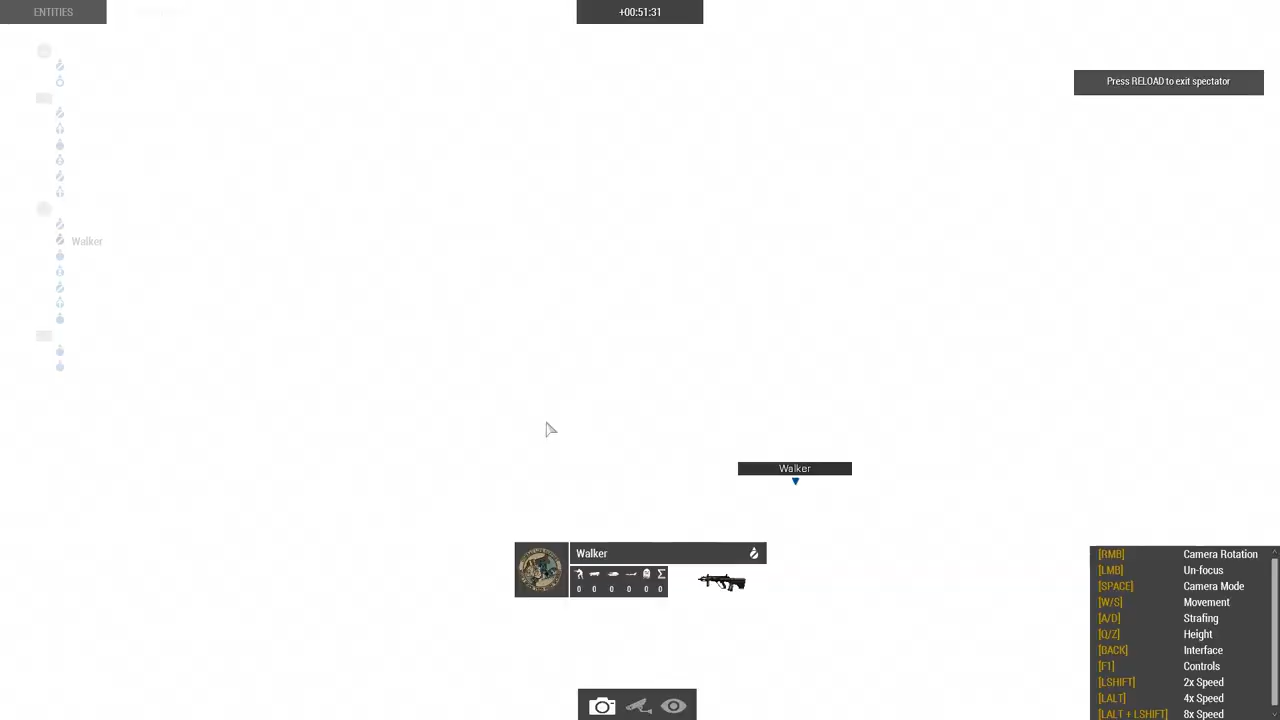 ENTITIES
+00:51:31
Press RELOAD to exit spectator
Walker
Walker
Walker
0 0 0 0 0
[RMB] Camera Rotation
[LMB] Un-focus
[SPACE] Camera Mode
[W/S] Movement
[A/D] Strafing
[Q/Z] Height
[BACK] Interface
[F1] Controls
[LSHIFT] 2x Speed
[LALT] 4x Speed
[LALT + LSHIFT] 8x Speed